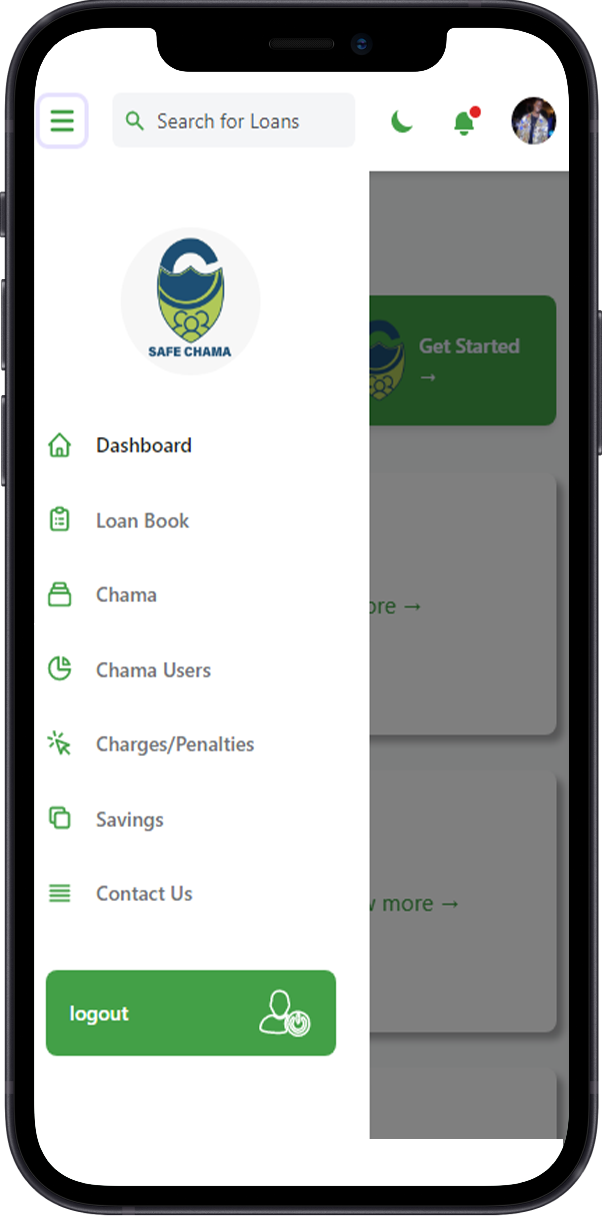 Search for Loans
SAFE CHAMA
Get Started
→
Dashboard
Loan Book
Chama
ore →
Chama Users
Charges/Penalties
Savings
Contact Us
more →
logout